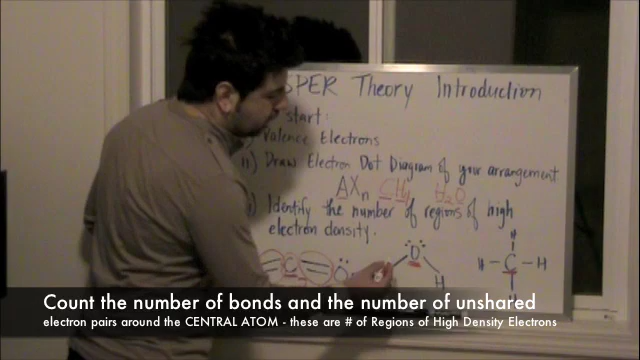 SPER Theory Introduction
start:
Valence Electrons
ii) Draw Electron Dot Diagram of your arrangement
AXn CH4 H2O
Identify the number of regions of high
electron density.
C O O H
H
H C H
H
Count the number of bonds and the number of unshared
electron pairs around the CENTRAL ATOM - these are # of Regions of High Density Electrons